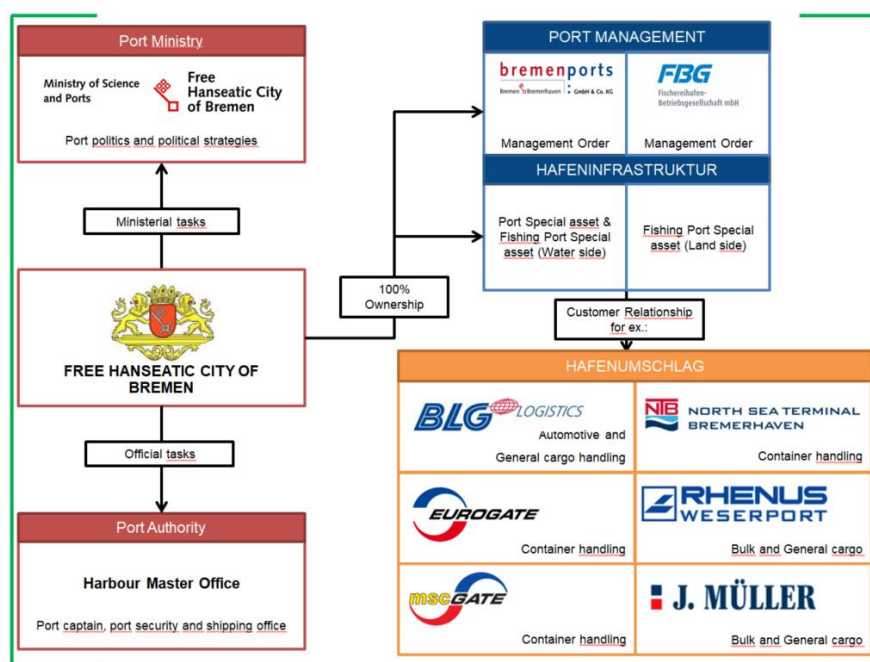 Port Ministry
Ministry of Science
and Ports
Free
Hanseatic City
of Bremen
Port politics and political strategies
Ministerial tasks
FREE HANSEATIC CITY OF
BREMEN
Official tasks
Port Authority
Harbour Master Office
Port captain, port security and shipping office
100%
Ownership
PORT MANAGEMENT
bremenports
Bremen Bremerhaven GmbH & Co. KG
Management Order
FBG
Fischereihafen-
Betriebsgesellschaft mbH
Management Order
HAFENINFRASTRUKTUR
Port Special asset &
Fishing Port Special
asset (Water side)
Fishing Port Special
asset (Land side)
Customer Relationship
for ex.:
HAFENUMSCHLAG
BLG LOGISTICS
Automotive and
General cargo handling
NTB NORTH SEA TERMINAL
BREMERHAVEN
Container handling
EUROGATE
Container handling
RHENUS
WESERPORT
Bulk and General cargo
mscGATE
Container handling
J. MÜLLER
Bulk and General cargo